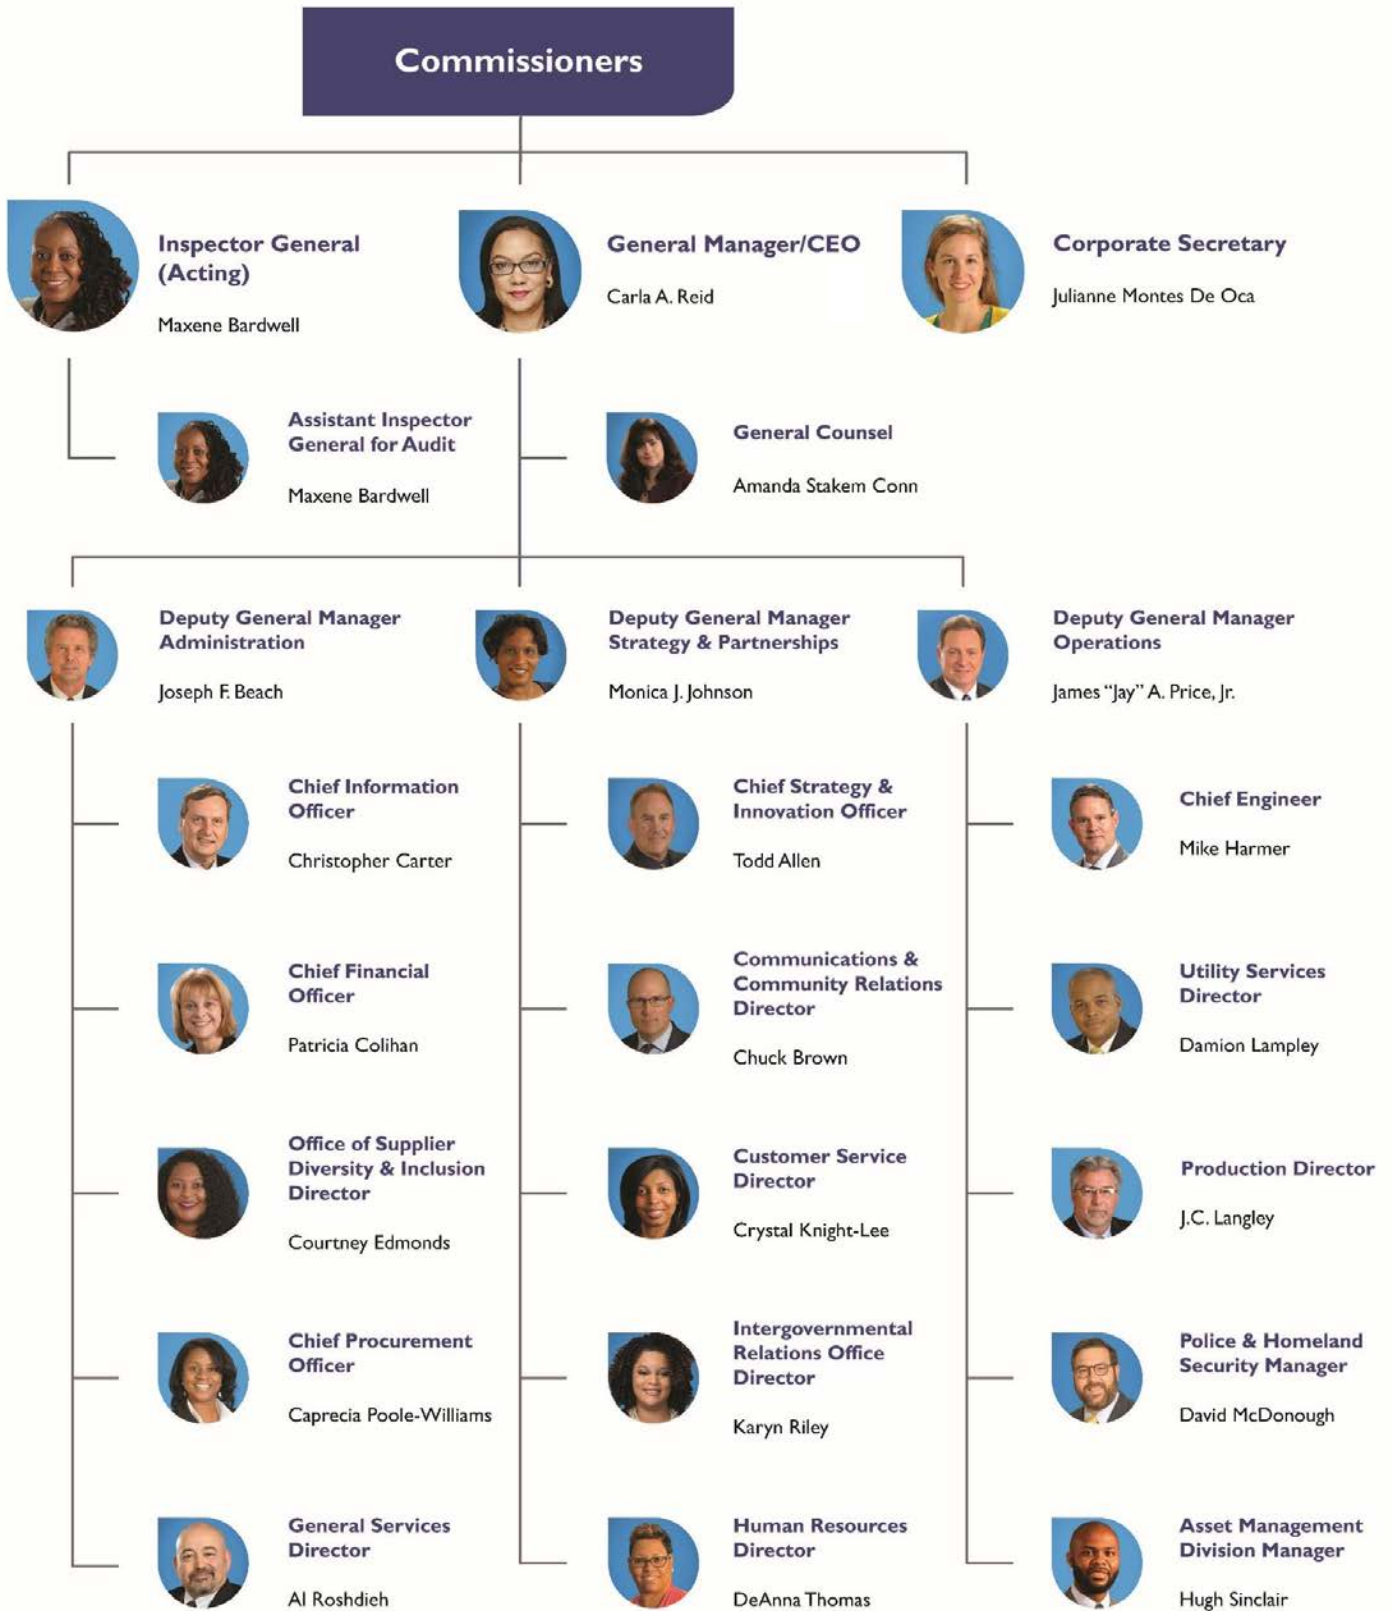 Commissioners
Inspector General
(Acting)
Maxene Bardwell
General Manager/CEO
Carla A. Reid
Corporate Secretary
Julianne Montes De Oca
Assistant Inspector
General for Audit
Maxene Bardwell
General Counsel
Amanda Stakem Conn
Deputy General Manager
Administration
Joseph F. Beach
Deputy General Manager
Strategy & Partnerships
Monica J. Johnson
Deputy General Manager
Operations
James "Jay" A. Price, Jr.
Chief Information
Officer
Christopher Carter
Chief Strategy &
Innovation Officer
Todd Allen
Chief Engineer
Mike Harmer
Chief Financial
Officer
Patricia Colihan
Communications &
Community Relations
Director
Chuck Brown
Utility Services
Director
Damion Lampley
Office of Supplier
Diversity & Inclusion
Director
Courtney Edmonds
Customer Service
Director
Crystal Knight-Lee
Production Director
J.C. Langley
Chief Procurement
Officer
Caprecia Poole-Williams
Intergovernmental
Relations Office
Director
Karyn Riley
Police & Homeland
Security Manager
David McDonough
General Services
Director
Al Roshdieh
Human Resources
Director
DeAnna Thomas
Asset Management
Division Manager
Hugh Sinclair